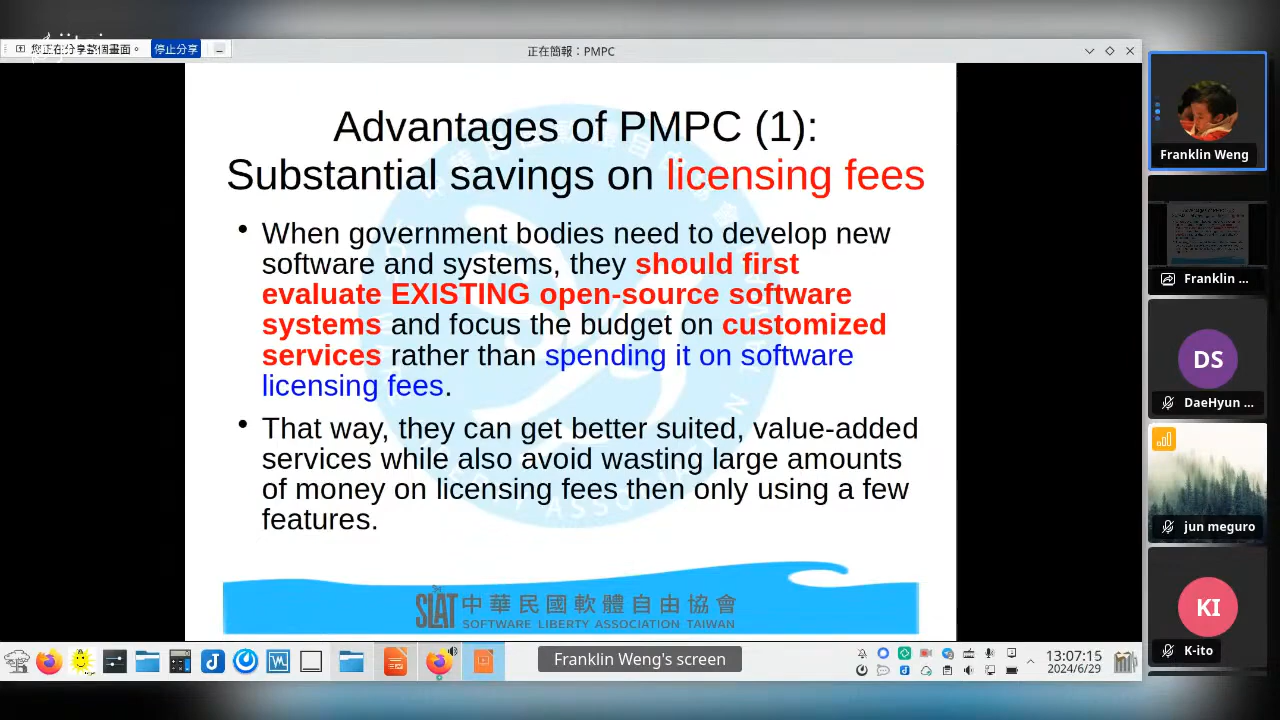 您正在分享整個畫面。
停止分享
正在簡報：PMPC
Advantages of PMPC (1):
Substantial savings on licensing fees
• When government bodies need to develop new
software and systems, they should first
evaluate EXISTING open-source software
systems and focus the budget on customized
services rather than spending it on software
licensing fees.
• That way, they can get better suited, value-added
services while also avoid wasting large amounts
of money on licensing fees then only using a few
features.
SLAT 中華民國軟體自由協會
SOFTWARE LIBERTY ASSOCIATION TAIWAN
Franklin Weng's screen
13:07:15
2024/6/29
Franklin Weng
Franklin ...
DS
DaeHyun ...
jun meguro
KI
K-ito